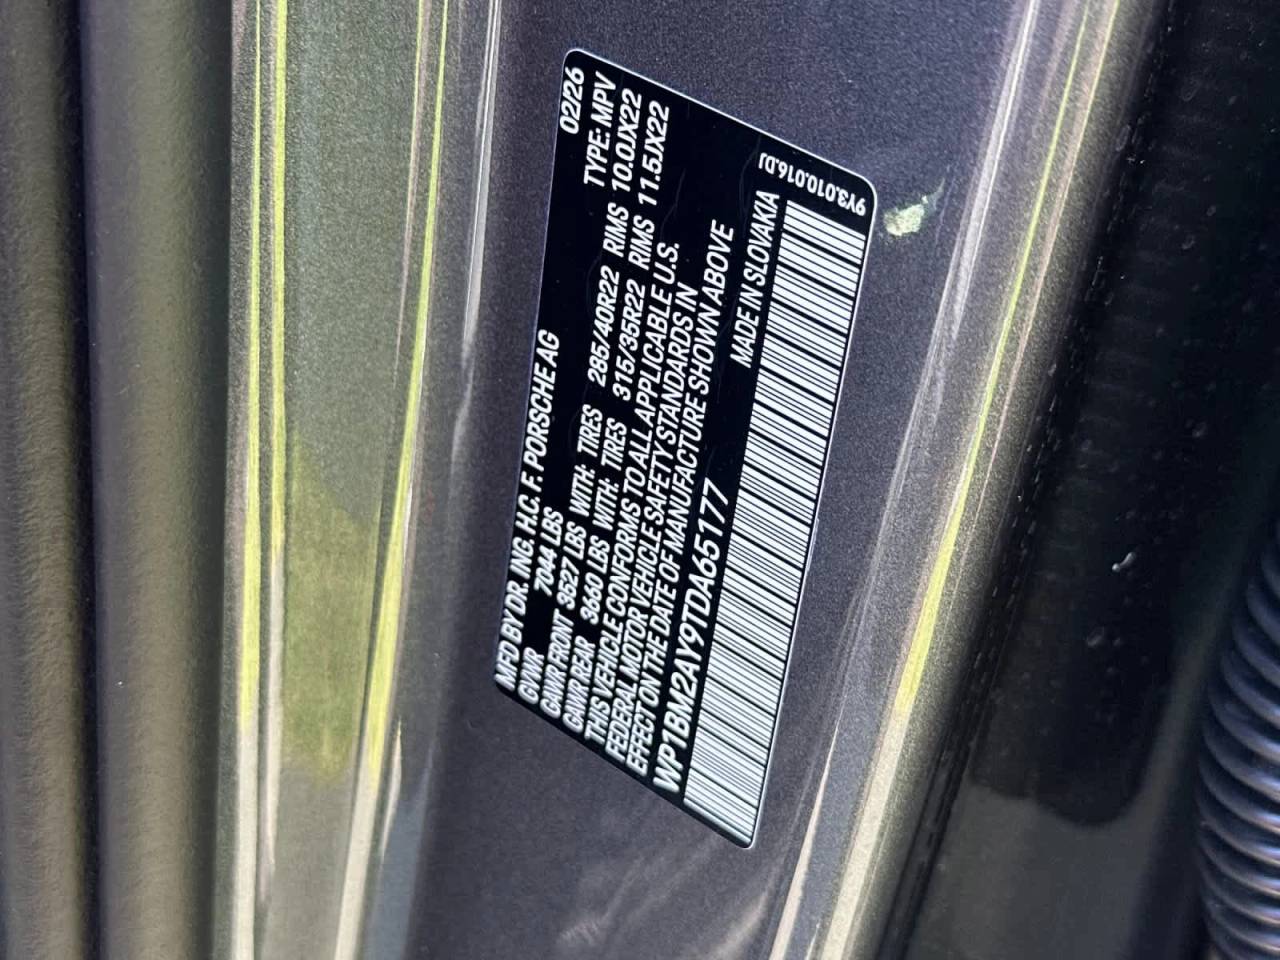 MFD BY DR. ING. H.C. F. PORSCHE AG 02/26
GVWR 7044 LBS TYPE: MPV
GAWR FRONT 3527 LBS WITH: TIRES 285/40R22 RIMS 10.0JX22
GAWR REAR 3660 LBS WITH: TIRES 315/35R22 RIMS 11.5JX22
THIS VEHICLE CONFORMS TO ALL APPLICABLE U.S.
FEDERAL MOTOR VEHICLE SAFETY STANDARDS IN
EFFECT ON THE DATE OF MANUFACTURE SHOWN ABOVE
WP1BM2AY9TDA65177 MADE IN SLOVAKIA
9Y3.010.016.DJ